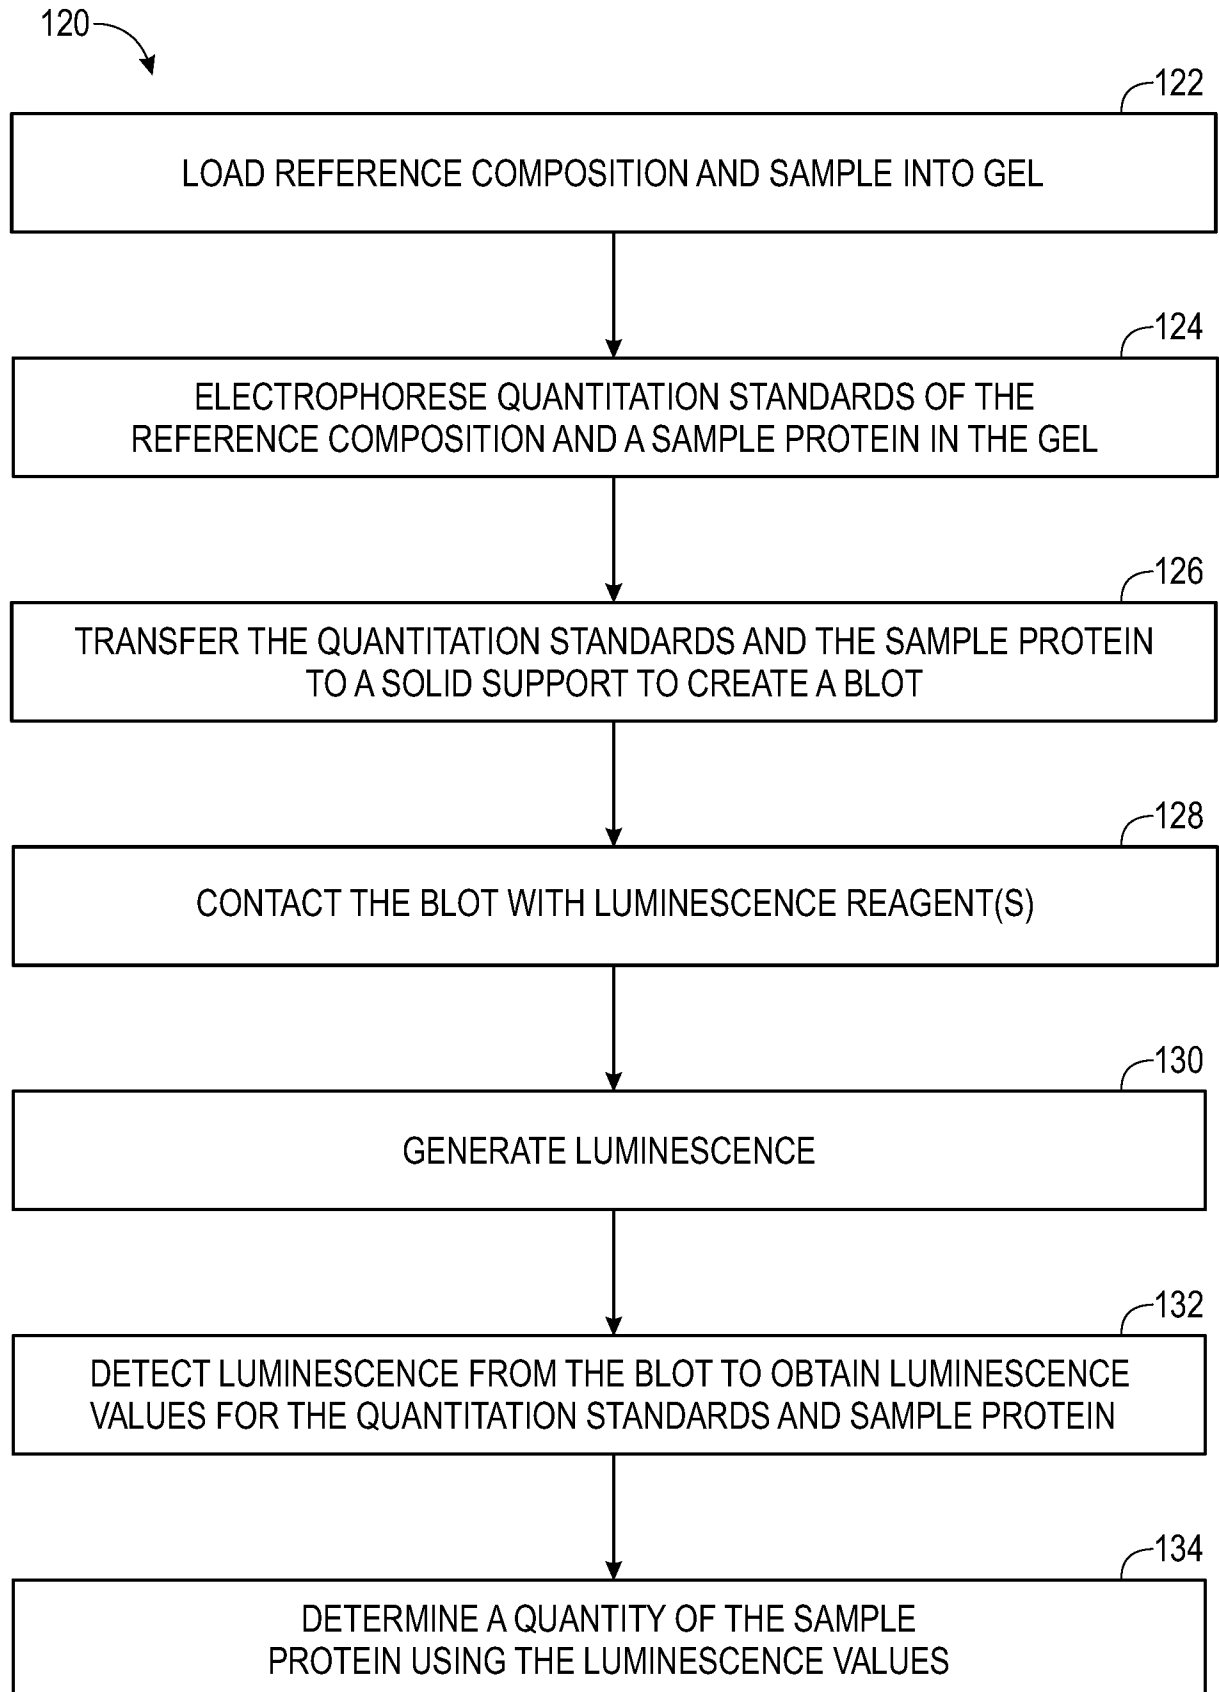 120
122
LOAD REFERENCE COMPOSITION AND SAMPLE INTO GEL
124
ELECTROPHORESE QUANTITATION STANDARDS OF THE
REFERENCE COMPOSITION AND A SAMPLE PROTEIN IN THE GEL
126
TRANSFER THE QUANTITATION STANDARDS AND THE SAMPLE PROTEIN
TO A SOLID SUPPORT TO CREATE A BLOT
128
CONTACT THE BLOT WITH LUMINESCENCE REAGENT(S)
130
GENERATE LUMINESCENCE
132
DETECT LUMINESCENCE FROM THE BLOT TO OBTAIN LUMINESCENCE
VALUES FOR THE QUANTITATION STANDARDS AND SAMPLE PROTEIN
134
DETERMINE A QUANTITY OF THE SAMPLE
PROTEIN USING THE LUMINESCENCE VALUES